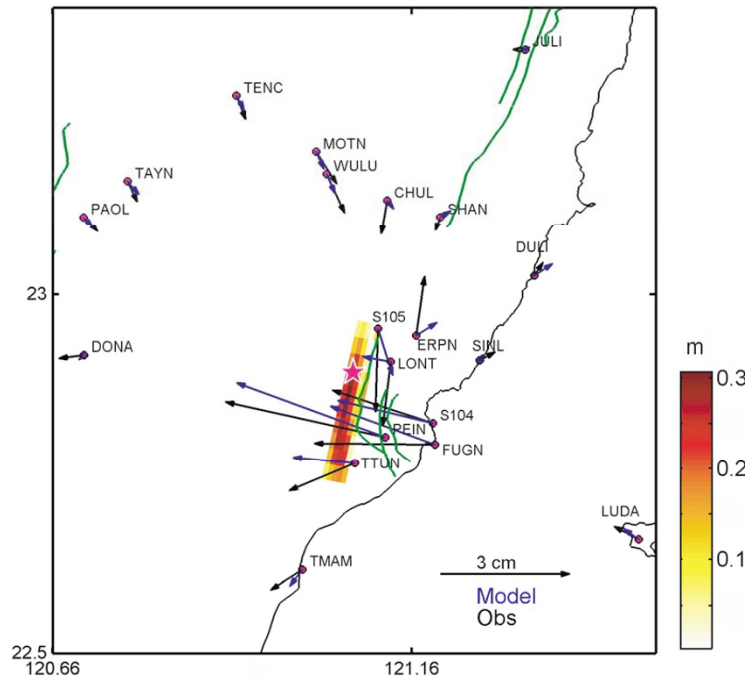 JULI
TENC
MOTN
WULU
TAYN
CHUL
PAOL
SHAN
DULI
23
S105
m
ERPN
DONA
SINL
0.3
LONT
S104
PEIN
0.2
FUGN
TTUN
LUDA
0.1
TMAM
3 cm
Model
Obs
22.5
120.66
121.16